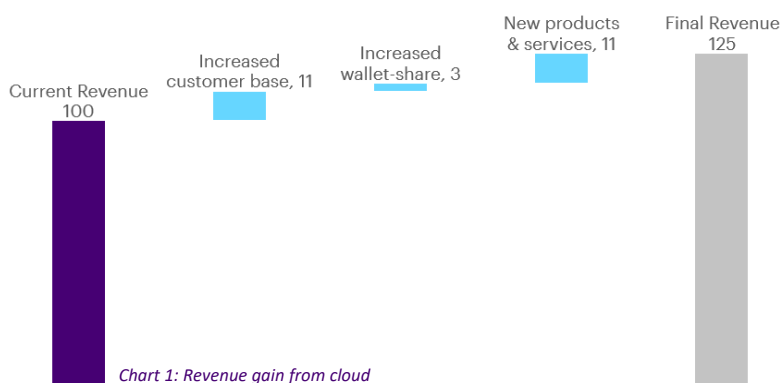 Current Revenue
100
Increased
customer base, 11
Increased
wallet-share, 3
New products
& services, 11
Final Revenue
125
Chart 1: Revenue gain from cloud